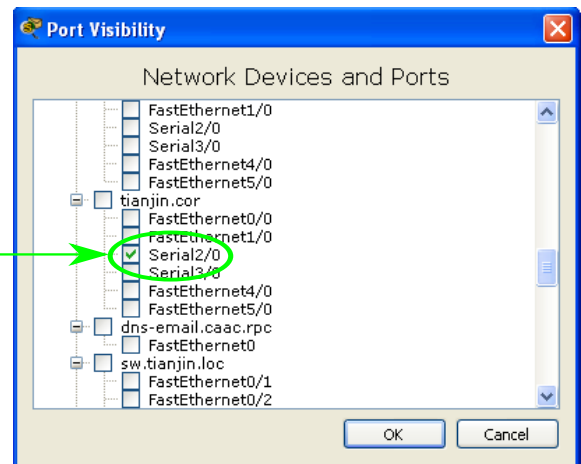 Port Visibility
Network Devices and Ports
FastEthernet1/0
Serial2/0
Serial3/0
FastEthernet4/0
FastEthernet5/0
tianjin.cor
FastEthernet0/0
FastEthernet1/0
Serial2/0
Serial3/0
FastEthernet4/0
FastEthernet5/0
dns-email.caac.rpc
FastEthernet0
sw.tianjin.loc
FastEthernet0/1
FastEthernet0/2
OK Cancel